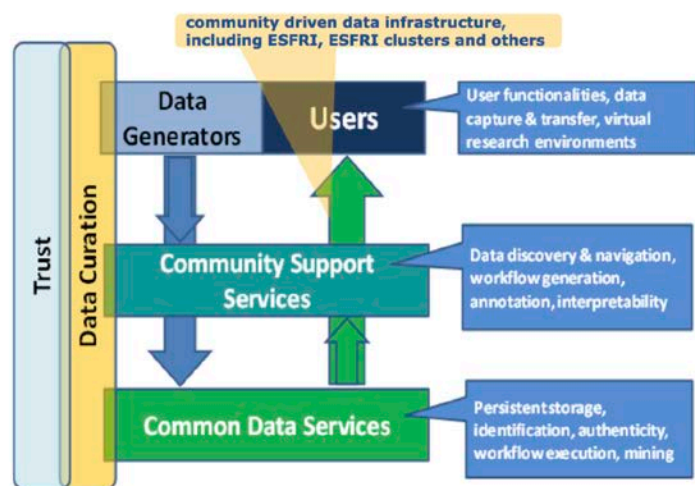 community driven data infrastructure,
including ESFRI, ESFRI clusters and others
Trust
Data Curation
Data
Generators
Users
User functionalities, data
capture & transfer, virtual
research environments
Community Support
Services
Data discovery & navigation,
workflow generation,
annotation, interpretability
Common Data Services
Persistent storage,
identification, authenticity,
workflow execution, mining